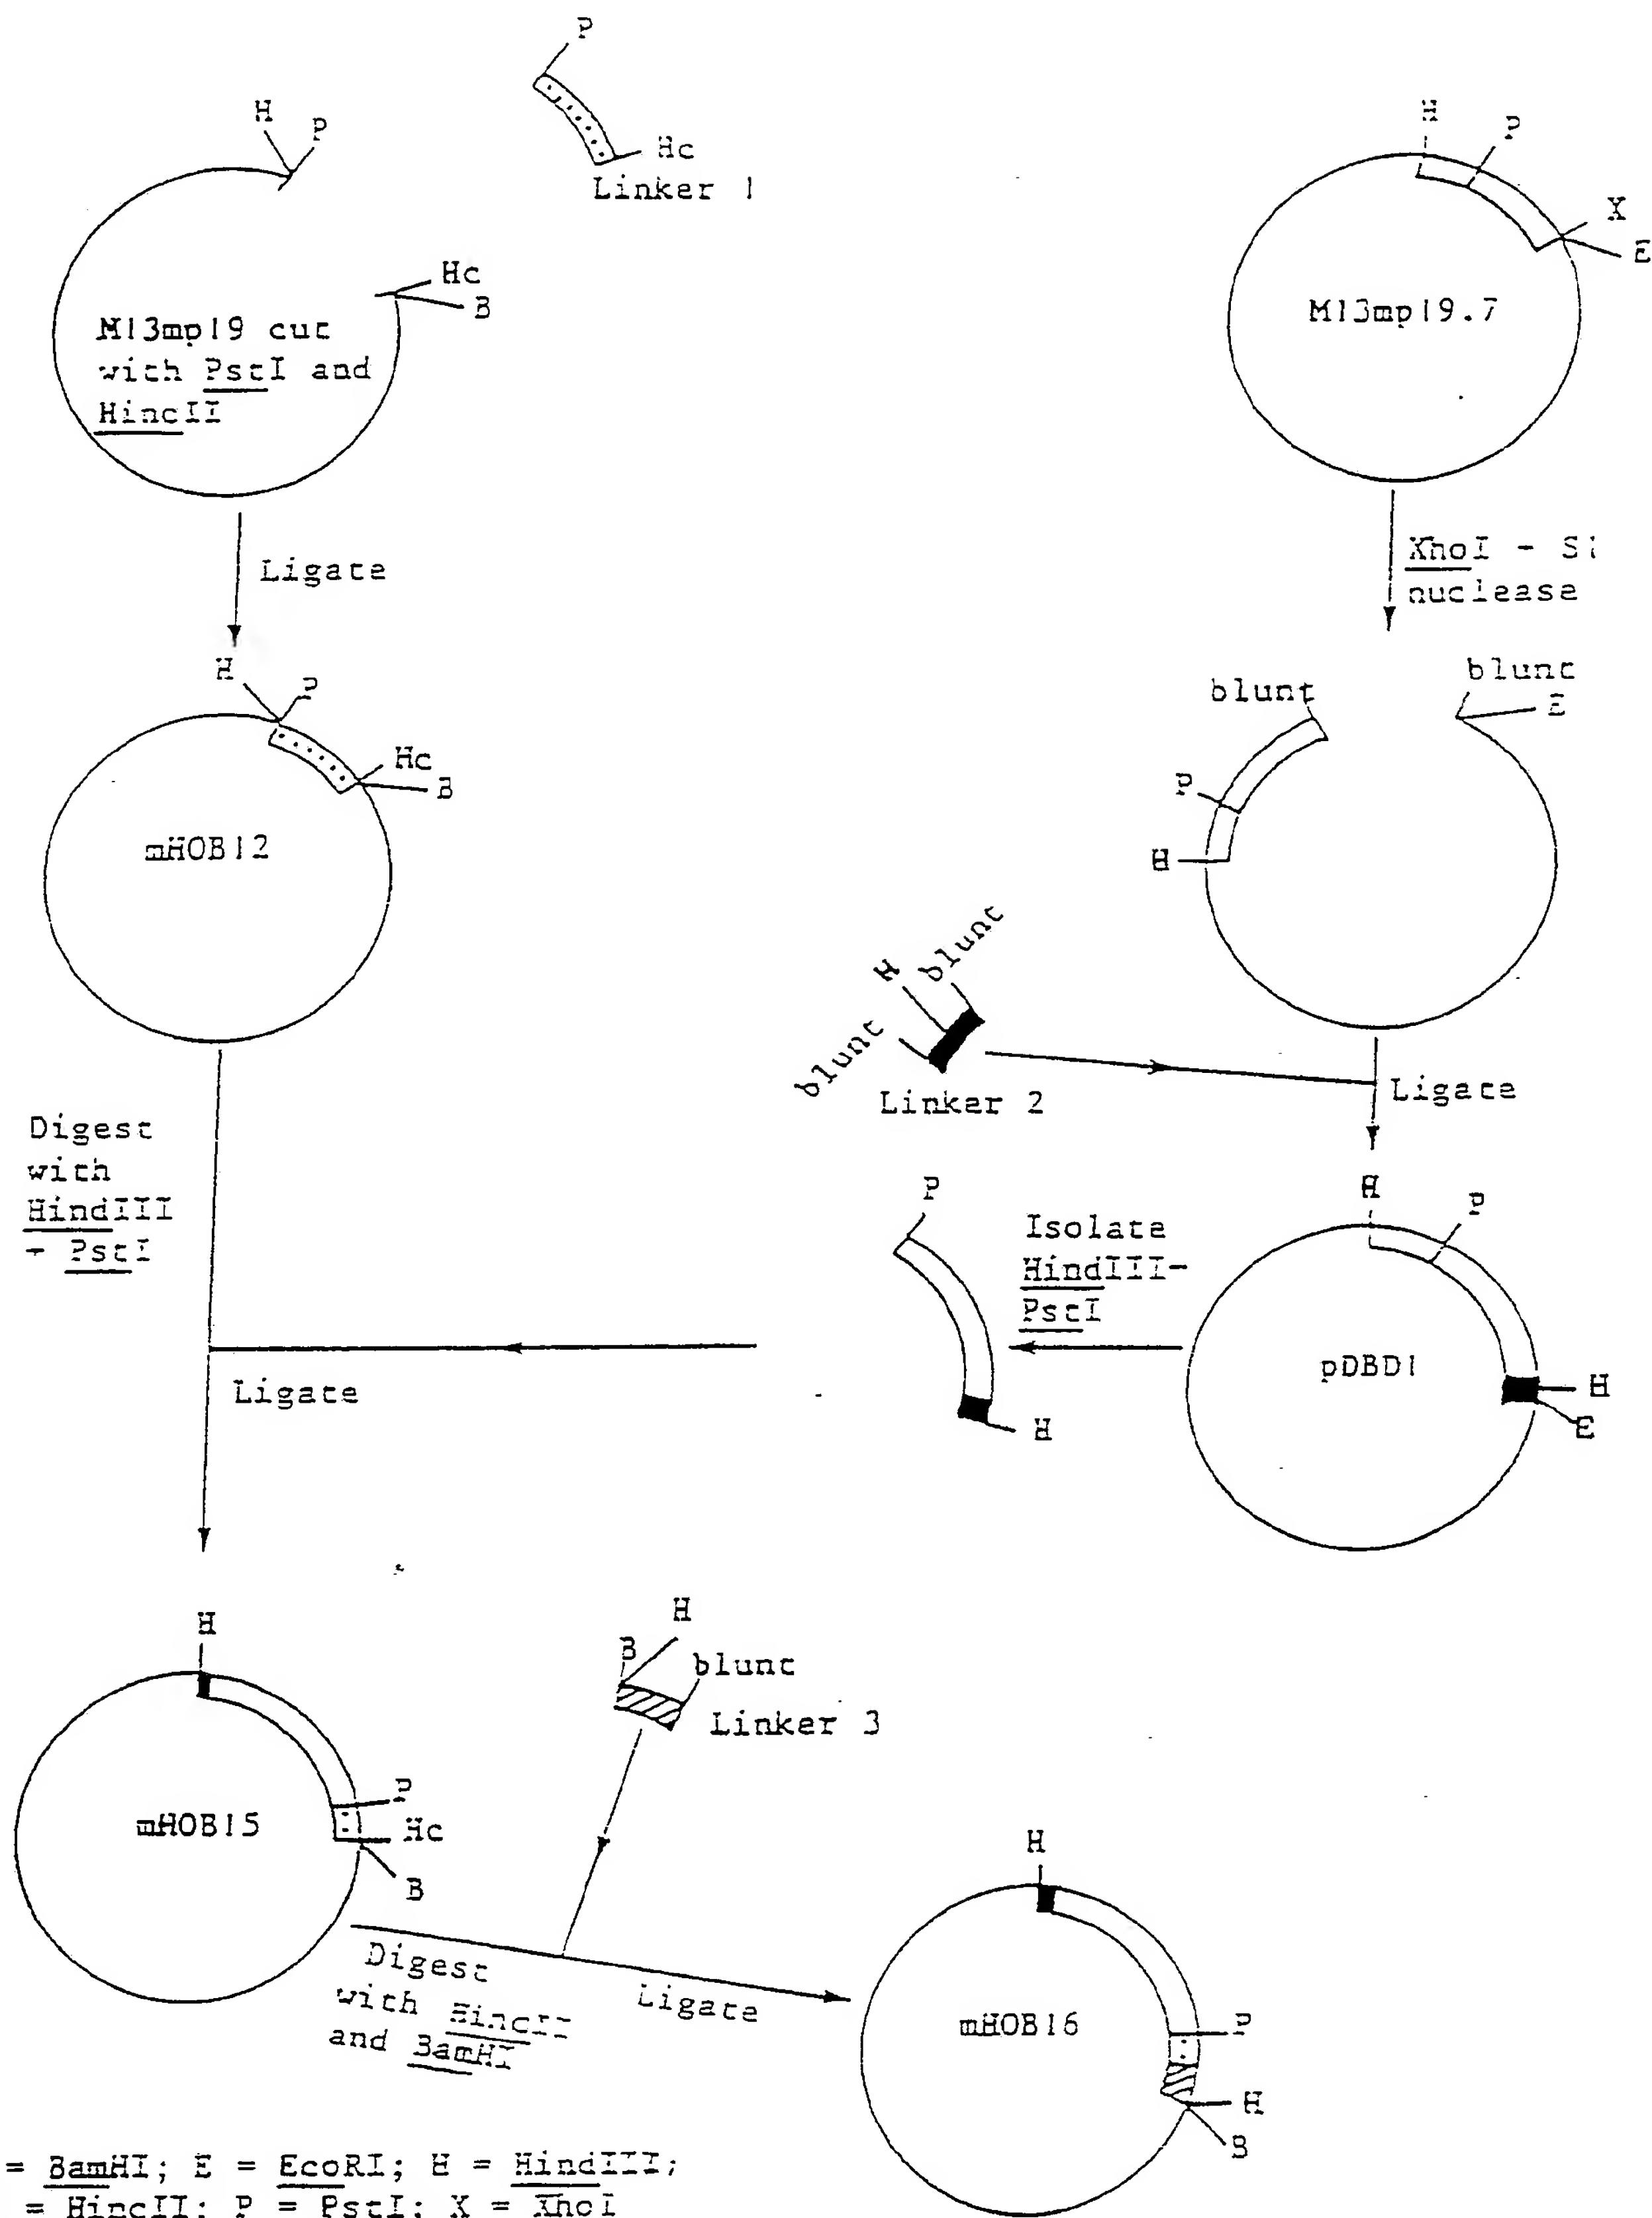 P
H
P
Hc
Linker 1
H
P
X
E
Hc
B
M13mp19 cut
with PstI and
HincII
M13mp19.7
Ligate
XhoI - S1
nuclease
H
P
Hc
B
mHOB12
blunt
blunt
E
P
H
H
blunt
blunt
Linker 2
Ligate
Digest
with
HindIII
- PstI
P
Isolate
HindIII-
PstI
H
P
pDBD1
H
E
H
Ligate
H
P
Hc
B
mHOB15
B
H
blunt
Linker 3
Digest
with HincII
and BamHI
Ligate
H
mHOB16
P
H
B
= BamHI; E = EcoRI; H = HindIII;
= HincII; P = PstI; X = XhoI